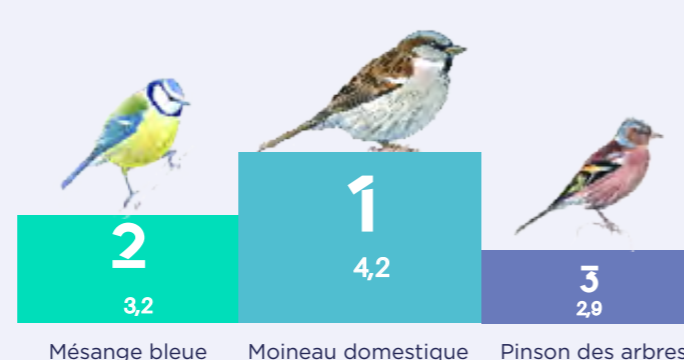 2
3,2
1
4,2
3
2,9
Mésange bleue
Moineau domestique
Pinson des arbres